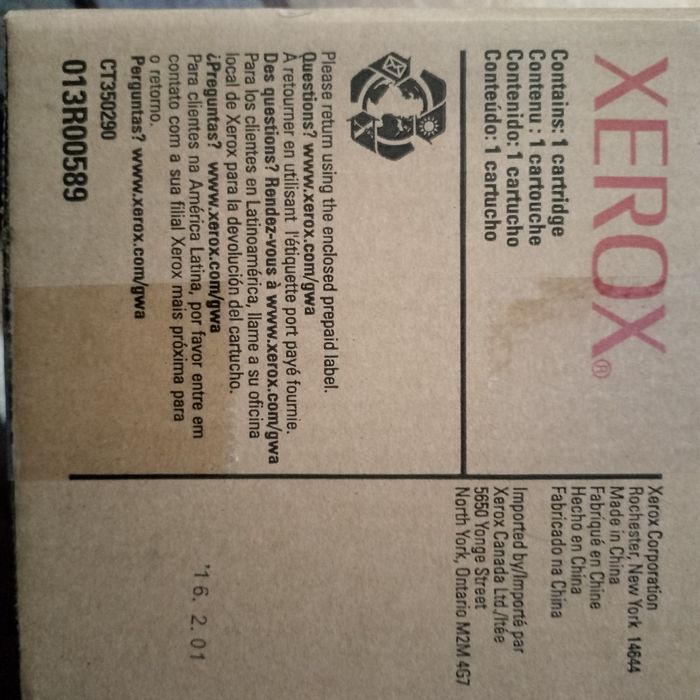 XEROX®
Contains: 1 cartridge
Contenu : 1 cartouche
Contenido: 1 cartucho
Conteúdo: 1 cartucho
Please return using the enclosed prepaid label.
Questions? www.xerox.com/gwa
À retourner en utilisant l'étiquette port payé fournie.
Des questions? Rendez-vous à www.xerox.com/gwa
Para los clientes en Latinoamérica, llame a su oficina
local de Xerox para la devolución del cartucho.
¿Preguntas? www.xerox.com/gwa
Para clientes na América Latina, por favor entre em
contato com a sua filial Xerox mais próxima para
o retorno.
Perguntas? www.xerox.com/gwa
CT350290
013R00589
Xerox Corporation
Rochester, New York 14644
Made in China
Fabriqué en Chine
Hecho en China
Fabricado na China
Imported by/Importé par
Xerox Canada Ltd./ltée
5650 Yonge Street
North York, Ontario M2M 4G7
'16. 2. 01